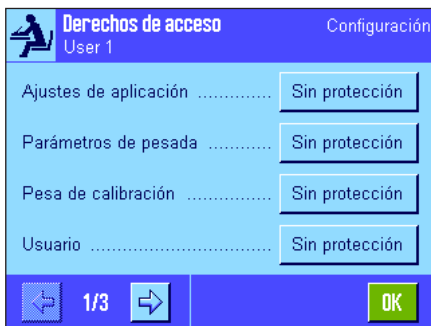 Derechos de acceso Configuración
User 1
Ajustes de aplicación .............. Sin protección
Parámetros de pesada ........... Sin protección
Pesa de calibración ................ Sin protección
Usuario .................................. Sin protección
1/3 OK